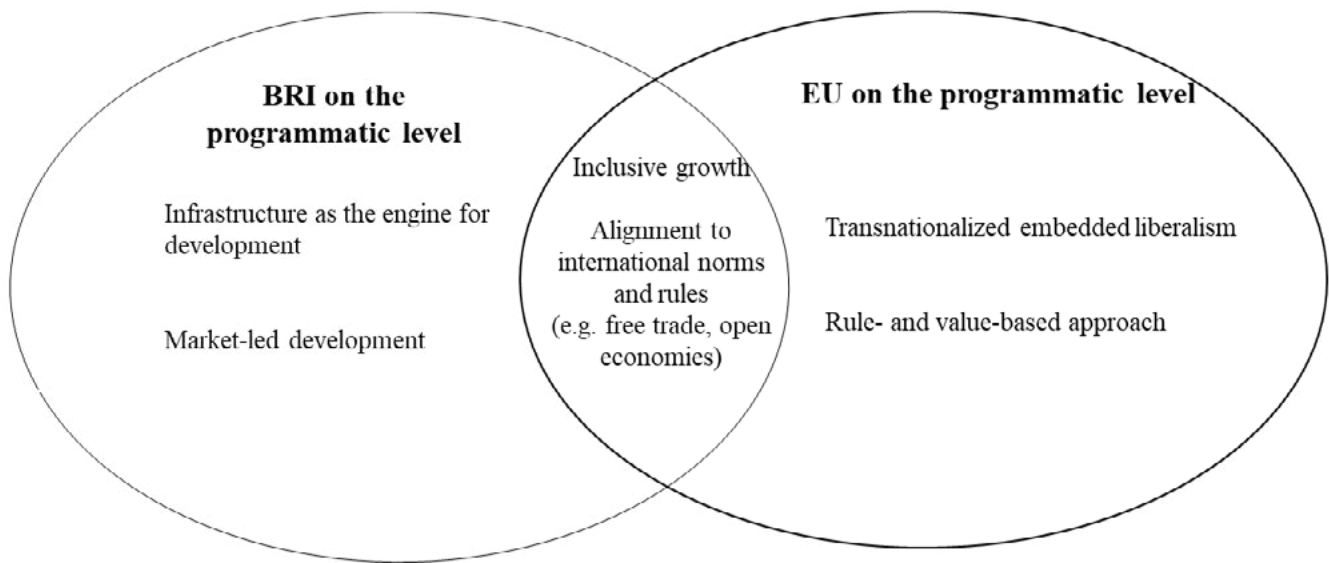 BRI on the
programmatic level
Infrastructure as the engine for
development
Market-led development
Inclusive growth
Alignment to
international norms
and rules
(e.g. free trade, open
economies)
EU on the programmatic level
Transnationalized embedded liberalism
Rule- and value-based approach